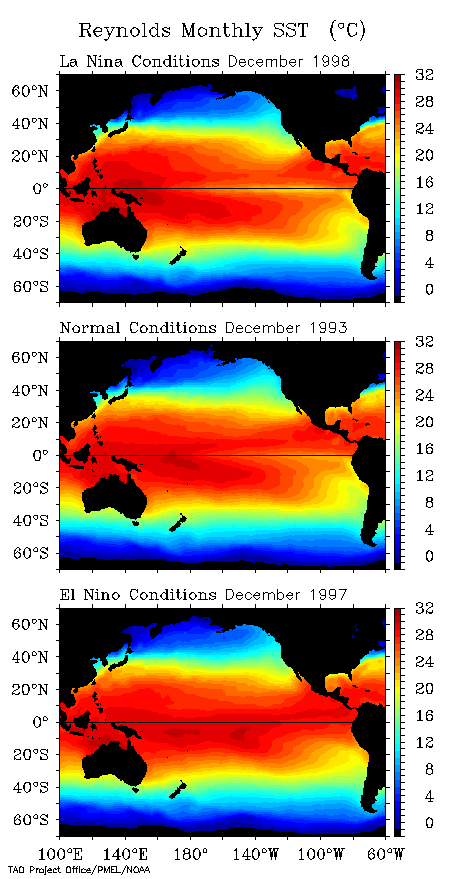 Reynolds Monthly SST (°C)
La Nina Conditions December 1998
60°N
40°N
20°N
0°
20°S
40°S
60°S
32
28
24
20
16
12
8
4
0
Normal Conditions December 1993
60°N
40°N
20°N
0°
20°S
40°S
60°S
32
28
24
20
16
12
8
4
0
El Nino Conditions December 1997
60°N
40°N
20°N
0°
20°S
40°S
60°S
32
28
24
20
16
12
8
4
0
100°E 140°E 180° 140°W 100°W 60°W
TAO Project Office/PMEL/NOAA